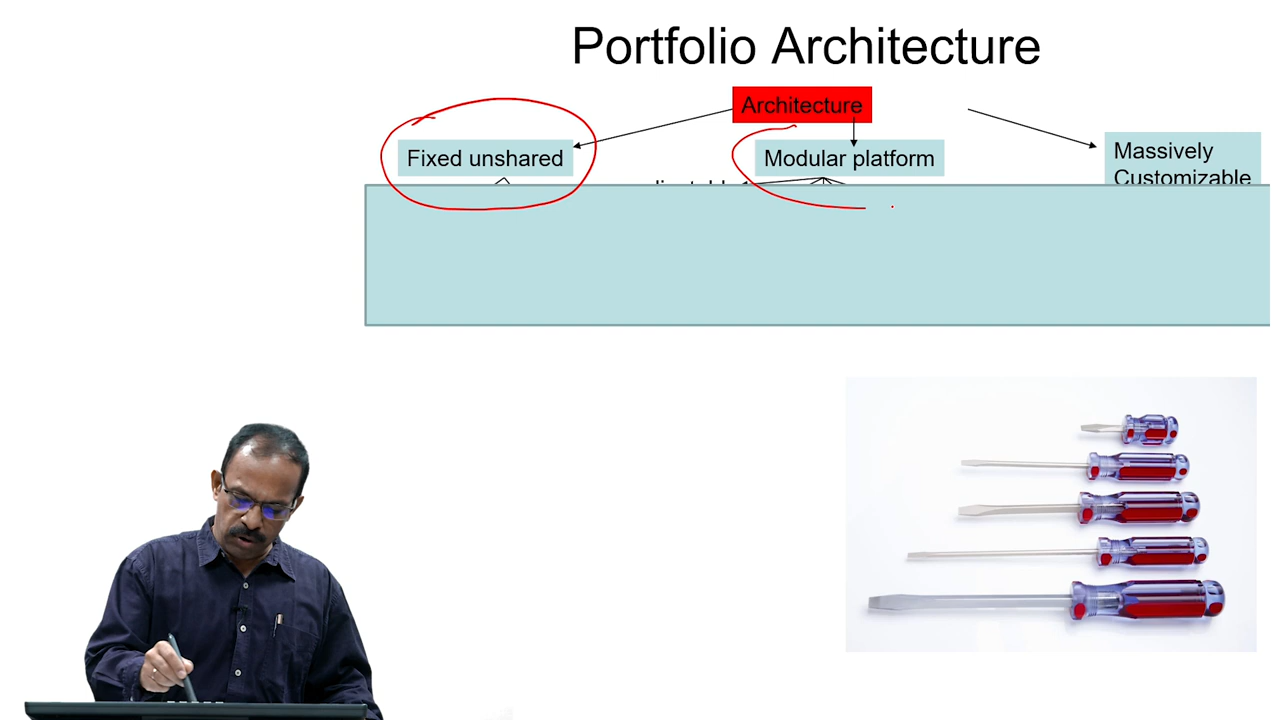 Portfolio Architecture
Architecture
Fixed unshared
Modular platform
Massively
Customizable